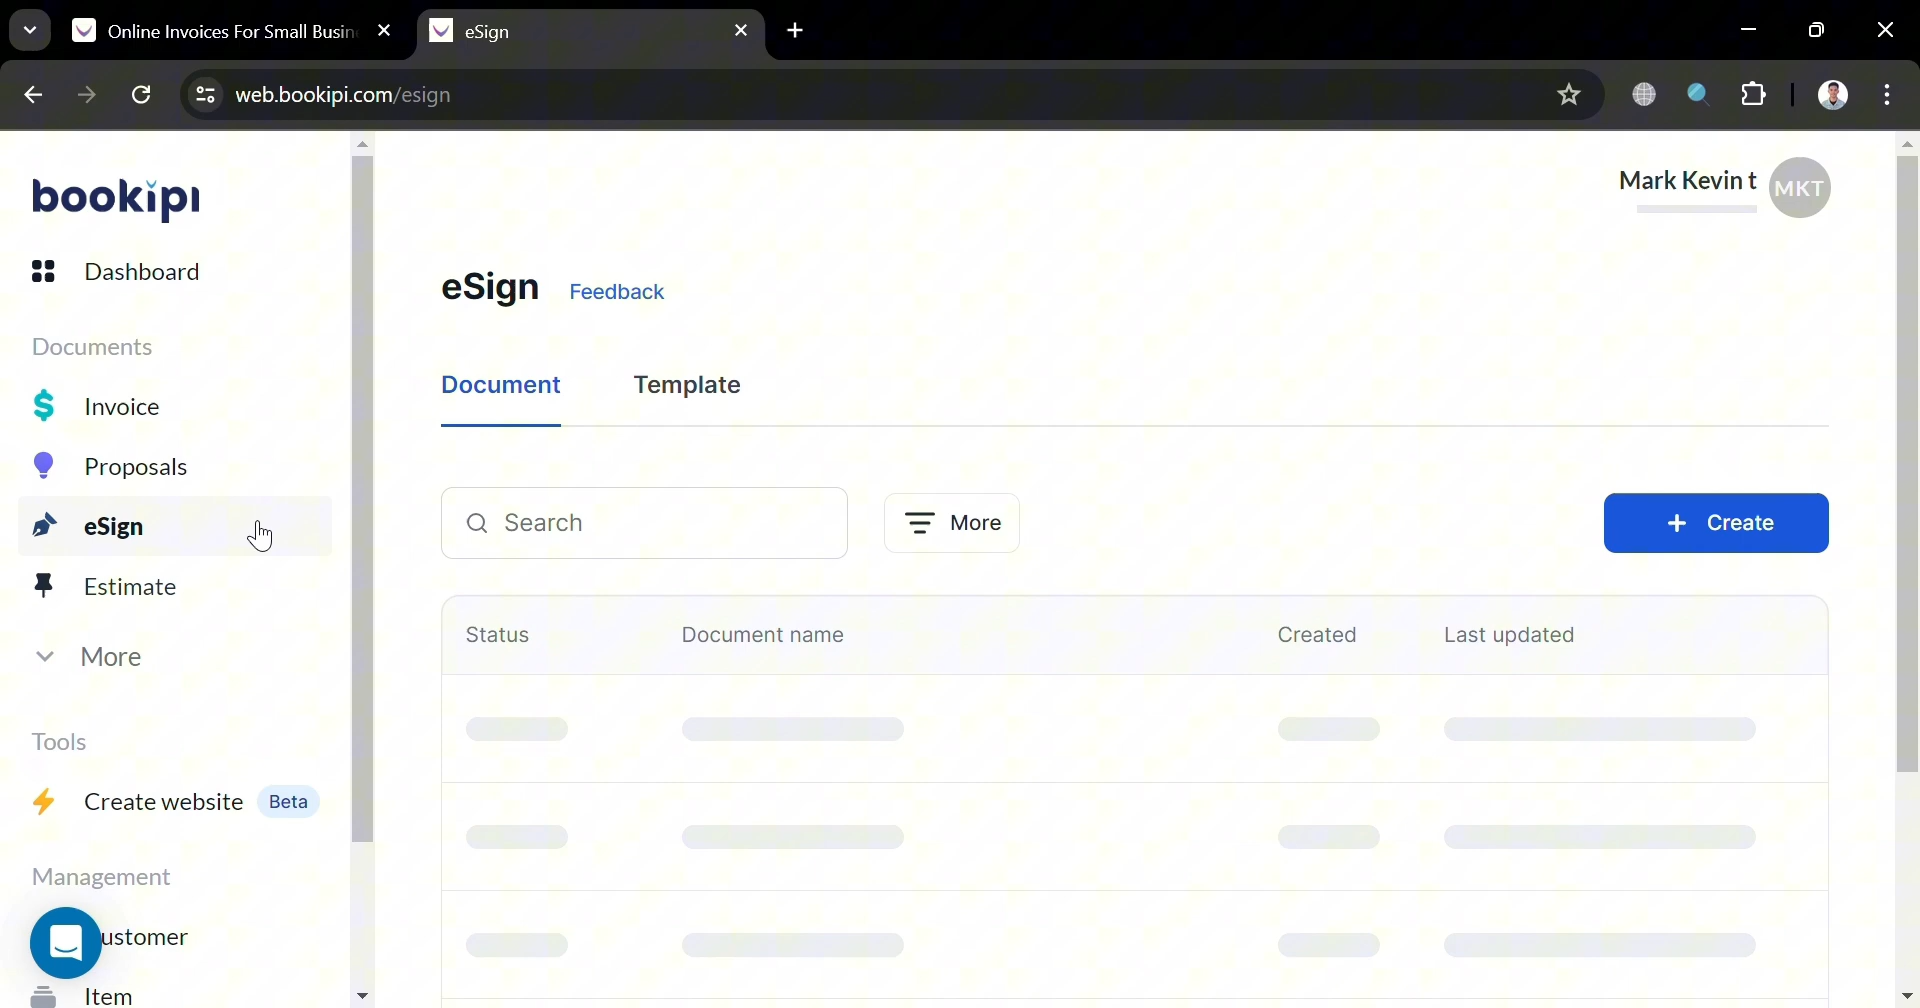 Online Invoices For Small Busin
eSign
web.bookipi.com/esign
bookipi
Mark Kevin t
MKT
Dashboard
eSign
Feedback
Documents
Document
Template
Invoice
Proposals
eSign
Search
More
+ Create
Estimate
Status
Document name
Created
Last updated
More
Tools
Create website
Beta
Management
ustomer
Item